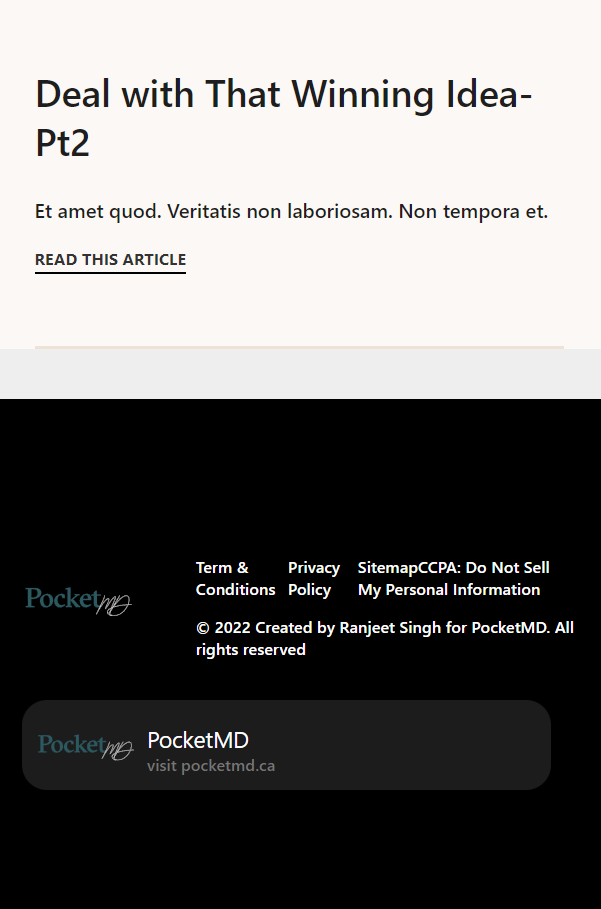 Deal with That Winning Idea-
Pt2
Et amet quod. Veritatis non laboriosam. Non tempora et.
READ THIS ARTICLE
PocketMD
Term &
Conditions
Privacy
Policy
SitemapCCPA: Do Not Sell
My Personal Information
© 2022 Created by Ranjeet Singh for PocketMD. All
rights reserved
PocketMD
PocketMD
visit pocketmd.ca